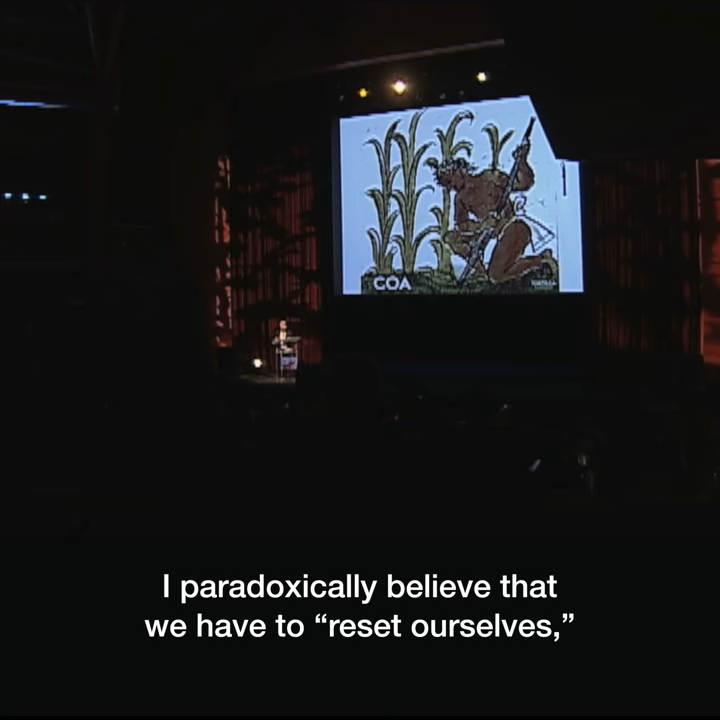 COA
I paradoxically believe that
we have to “reset ourselves,”